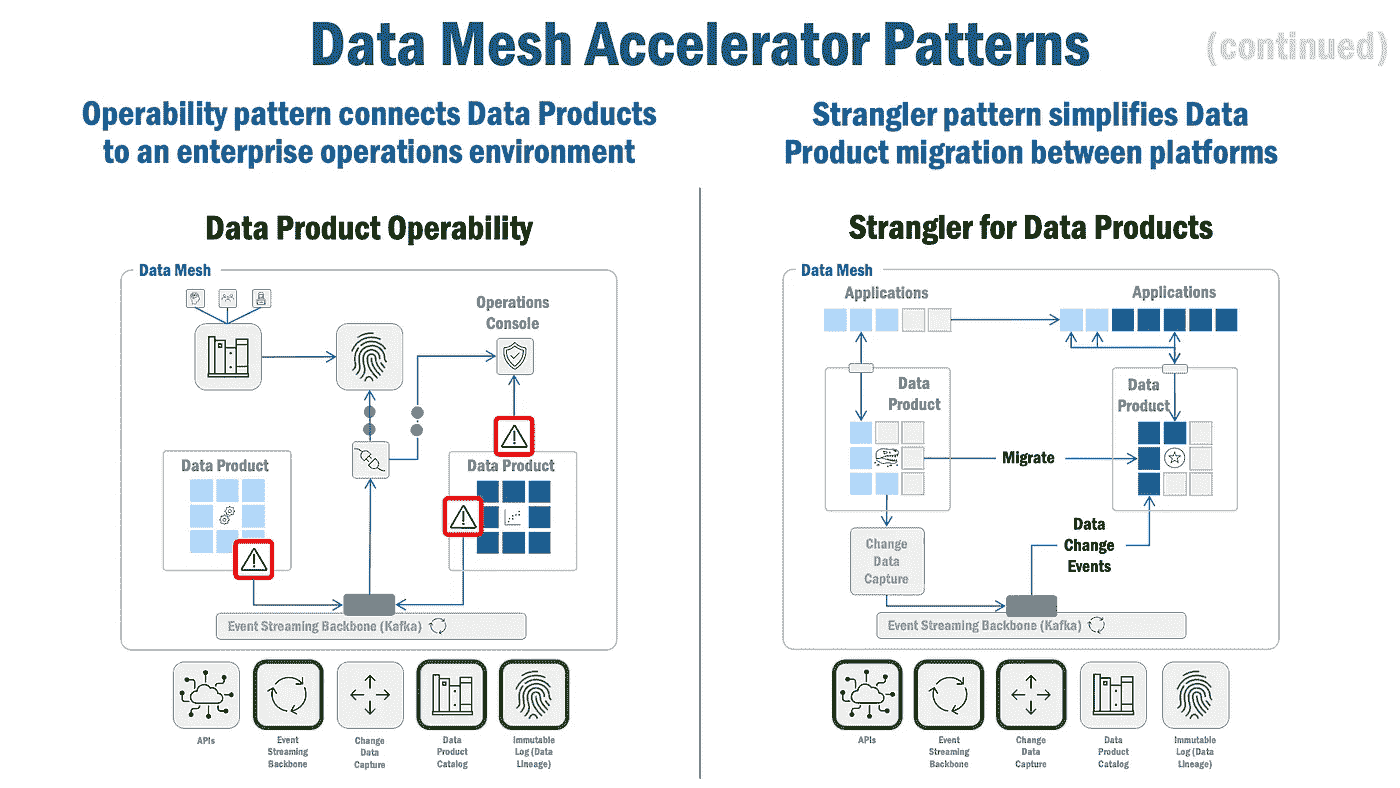 Data Mesh Accelerator Patterns
(continued)
Operability pattern connects Data Products
to an enterprise operations environment
Data Product Operability
Data Mesh
Operations
Console
Data Product
Data Product
Event Streaming Backbone (Kafka)
APIs
Event
Streaming
Backbone
Change
Data
Capture
Data
Product
Catalog
Immutable
Log (Data
Lineage)
Strangler pattern simplifies Data
Product migration between platforms
Strangler for Data Products
Data Mesh
Applications
Applications
Data
Product
Data
Product
Migrate
Change
Data
Capture
Data
Change
Events
Event Streaming Backbone (Kafka)
APIs
Event
Streaming
Backbone
Change
Data
Capture
Data
Product
Catalog
Immutable
Log (Data
Lineage)